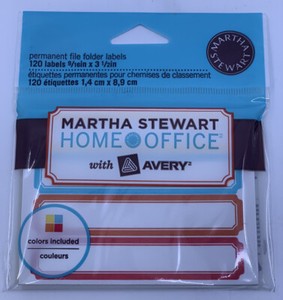 permanent file folder labels
120 labels 9/16in x 3 1/2in
étiquettes permanentes pour chemises de classement
120 étiquettes 1,4 cm x 8,9 cm
MARTHA
STEWART
MARTHA STEWART
HOME OFFICE
with AVERY
colors included
couleurs